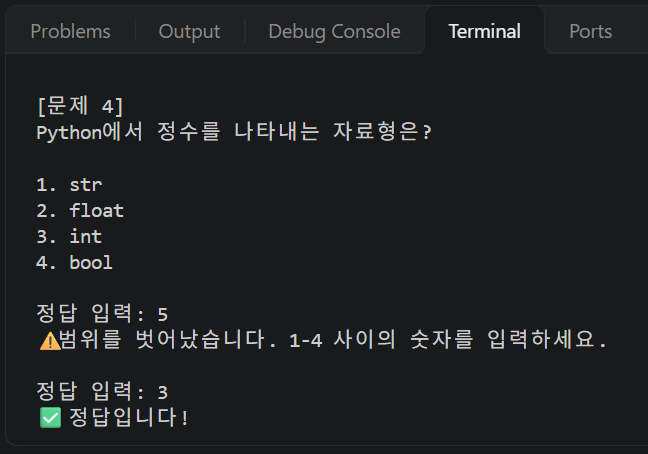 Problems Output Debug Console Terminal Ports
[문제 4]
Python에서 정수를 나타내는 자료형은?
1. str
2. float
3. int
4. bool
정답 입력: 5
⚠️범위를 벗어났습니다. 1-4 사이의 숫자를 입력하세요.
정답 입력: 3
✅ 정답입니다!